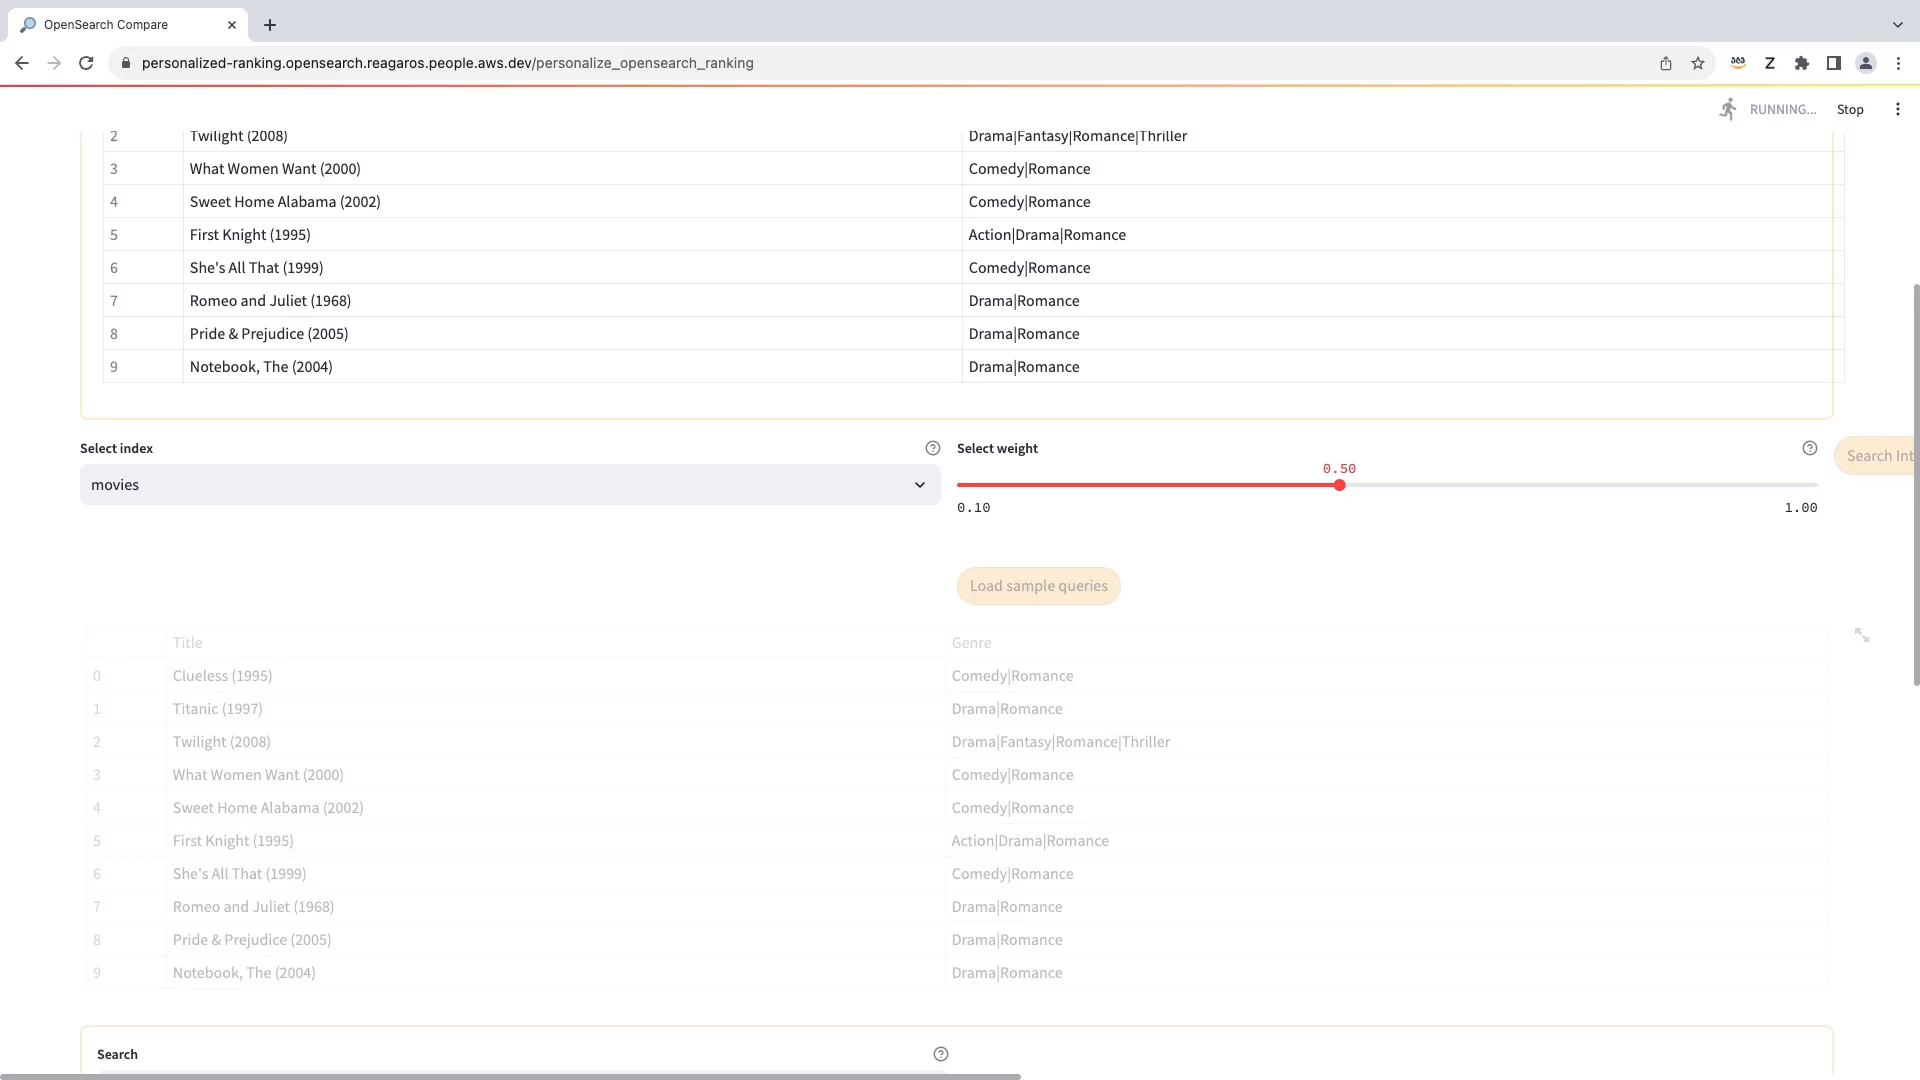 OpenSearch Compare
personalized-ranking.opensearch.reagaros.people.aws.dev/personalize_opensearch_ranking
RUNNING... Stop
2 Twilight (2008) Drama|Fantasy|Romance|Thriller
3 What Women Want (2000) Comedy|Romance
4 Sweet Home Alabama (2002) Comedy|Romance
5 First Knight (1995) Action|Drama|Romance
6 She's All That (1999) Comedy|Romance
7 Romeo and Juliet (1968) Drama|Romance
8 Pride & Prejudice (2005) Drama|Romance
9 Notebook, The (2004) Drama|Romance
Select index Select weight
Search Int
0.50
movies
0.10 1.00
Load sample queries
Title Genre
0 Clueless (1995) Comedy|Romance
1 Titanic (1997) Drama|Romance
2 Twilight (2008) Drama|Fantasy|Romance|Thriller
3 What Women Want (2000) Comedy|Romance
4 Sweet Home Alabama (2002) Comedy|Romance
5 First Knight (1995) Action|Drama|Romance
6 She's All That (1999) Comedy|Romance
7 Romeo and Juliet (1968) Drama|Romance
8 Pride & Prejudice (2005) Drama|Romance
9 Notebook, The (2004) Drama|Romance
Search